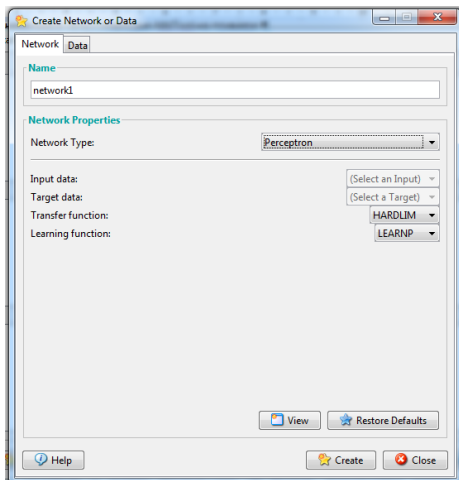 Create Network or Data
Network Data
Name
network1
Network Properties
Network Type: Perceptron
Input data: (Select an Input)
Target data: (Select a Target)
Transfer function: HARDLIM
Learning function: LEARNP
View Restore Defaults
Help Create Close